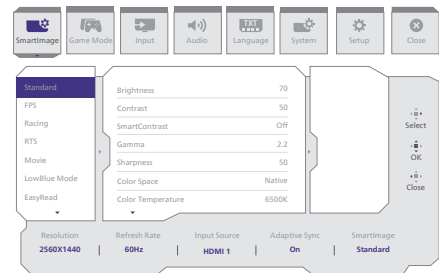 SmartImage
Game Mode
Input
Audio
TXT
Language
System
Setup
Close
Standard
FPS
Racing
RTS
Movie
LowBlue Mode
EasyRead
Brightness 70
Contrast 50
SmartContrast Off
Gamma 2.2
Sharpness 50
Color Space Native
Color Temperature 6500K
Select
OK
Close
Resolution Refresh Rate Input Source Adaptive Sync SmartImage
2560X1440 | 60Hz | HDMI 1 | On | Standard